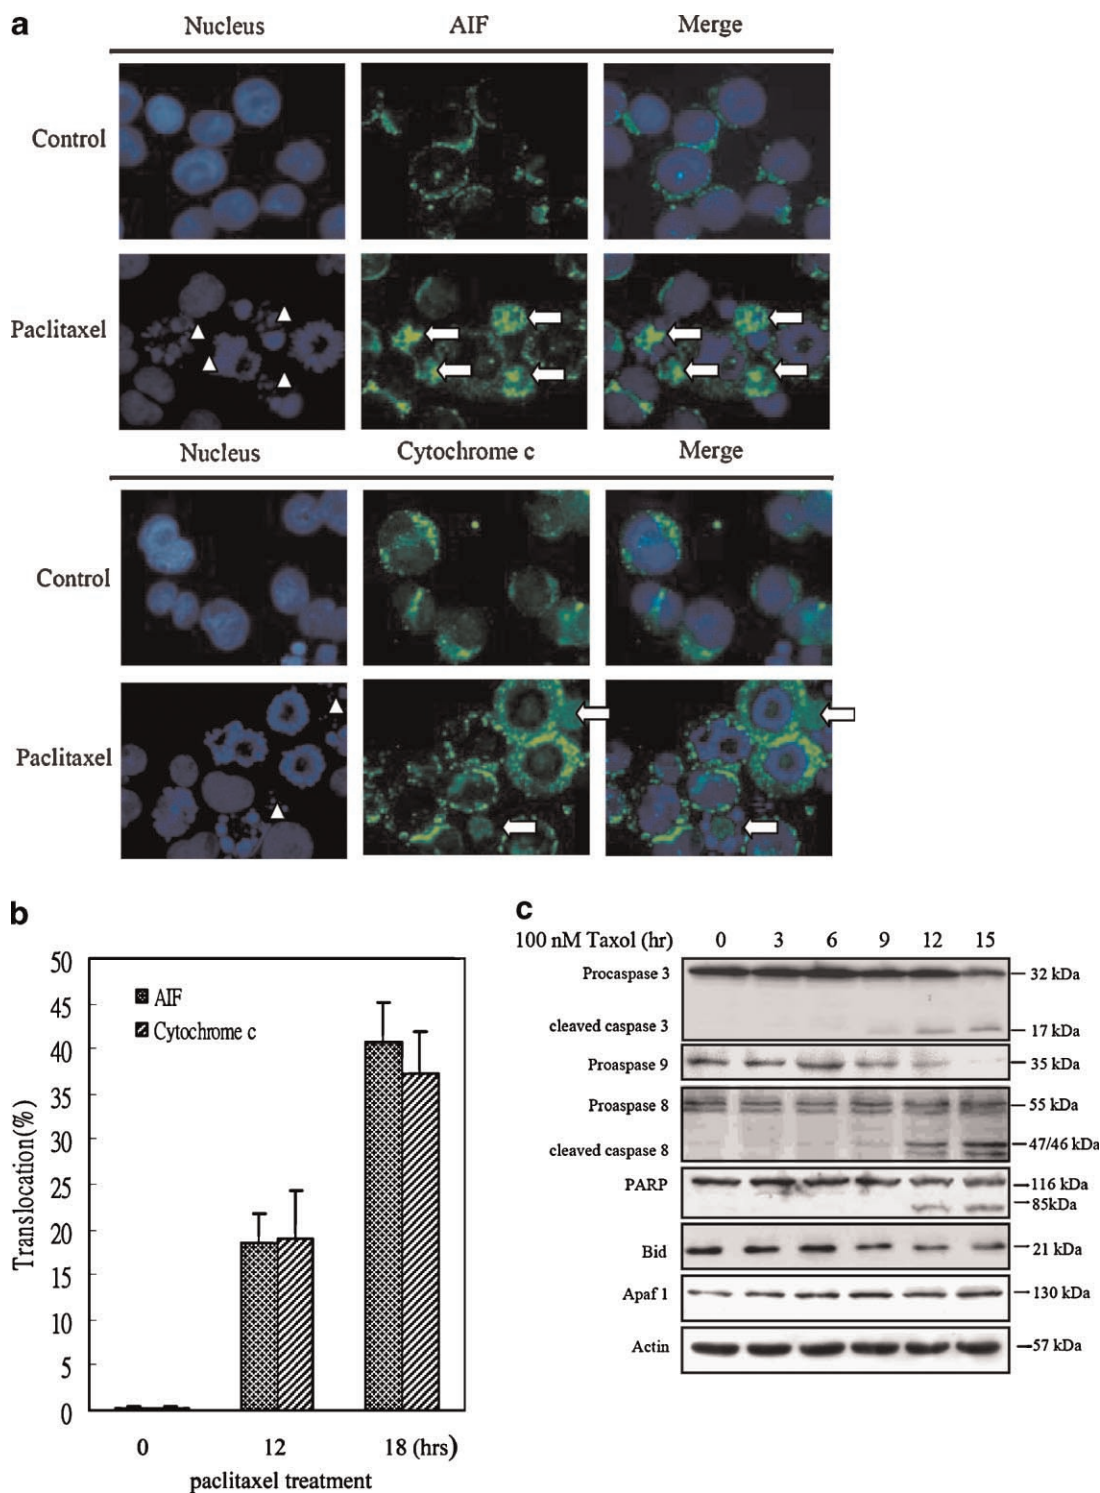 a
Nucleus AIF Merge
Control
Paclitaxel
Nucleus Cytochrome c Merge
Control
Paclitaxel
b
50
45
40
35
30
25
20
15
10
5
0
Translocation(%)
AIF
Cytochrome c
0 12 18 (hrs)
paclitaxel treatment
c
100 nM Taxol (hr) 0 3 6 9 12 15
Procaspase 3 32 kDa
cleaved caspase 3 17 kDa
Proaspase 9 35 kDa
Proaspase 8 55 kDa
cleaved caspase 8 47/46 kDa
PARP 116 kDa
85kDa
Bid 21 kDa
Apaf 1 130 kDa
Actin 57 kDa